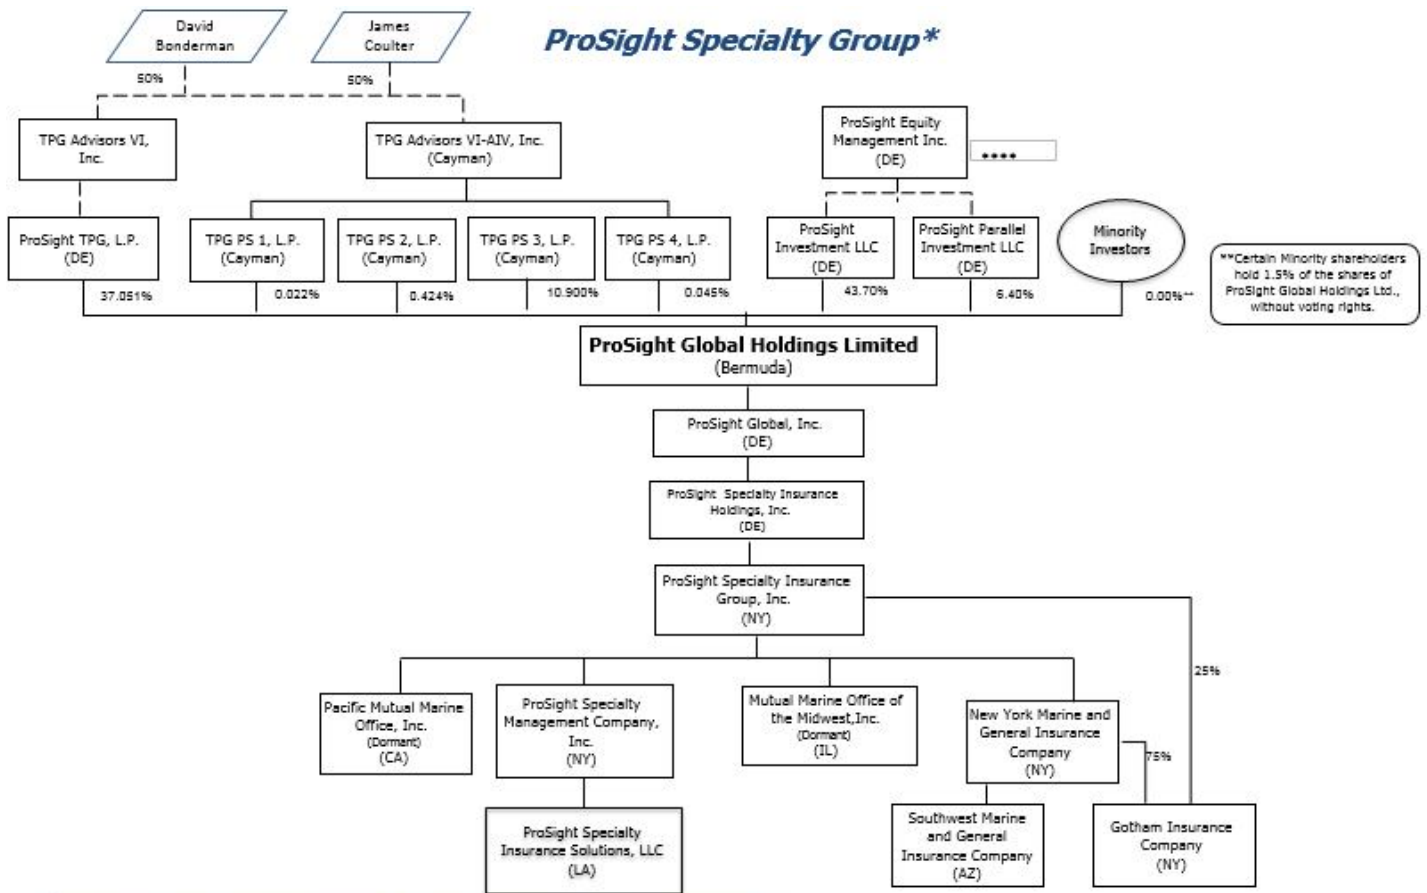 David
Bonderman
James
Coulter
ProSight Specialty Group*
50%
50%
TPG Advisors VI,
Inc.
TPG Advisors VI-AIV, Inc.
(Cayman)
ProSight Equity
Management Inc.
(DE)
****
ProSight TPG, L.P.
(DE)
TPG PS 1, L.P.
(Cayman)
TPG PS 2, L.P.
(Cayman)
TPG PS 3, L.P.
(Cayman)
TPG PS 4, L.P.
(Cayman)
ProSight
Investment LLC
(DE)
ProSight Parallel
Investment LLC
(DE)
Minority
Investors
**Certain Minority shareholders
hold 1.5% of the shares of
ProSight Global Holdings Ltd.,
without voting rights.
37.051%
0.022%
0.424%
10.900%
0.045%
43.70%
6.40%
0.00%**
ProSight Global Holdings Limited
(Bermuda)
ProSight Global, Inc.
(DE)
ProSight Specialty Insurance
Holdings, Inc.
(DE)
ProSight Specialty Insurance
Group, Inc.
(NY)
25%
Pacific Mutual Marine
Office, Inc.
(Dormant)
(CA)
ProSight Specialty
Management Company,
Inc.
(NY)
Mutual Marine Office of
the Midwest,Inc.
(Dormant)
(IL)
New York Marine and
General Insurance
Company
(NY)
75%
ProSight Specialty
Insurance Solutions, LLC
(LA)
Southwest Marine
and General
Insurance Company
(AZ)
Gotham Insurance
Company
(NY)